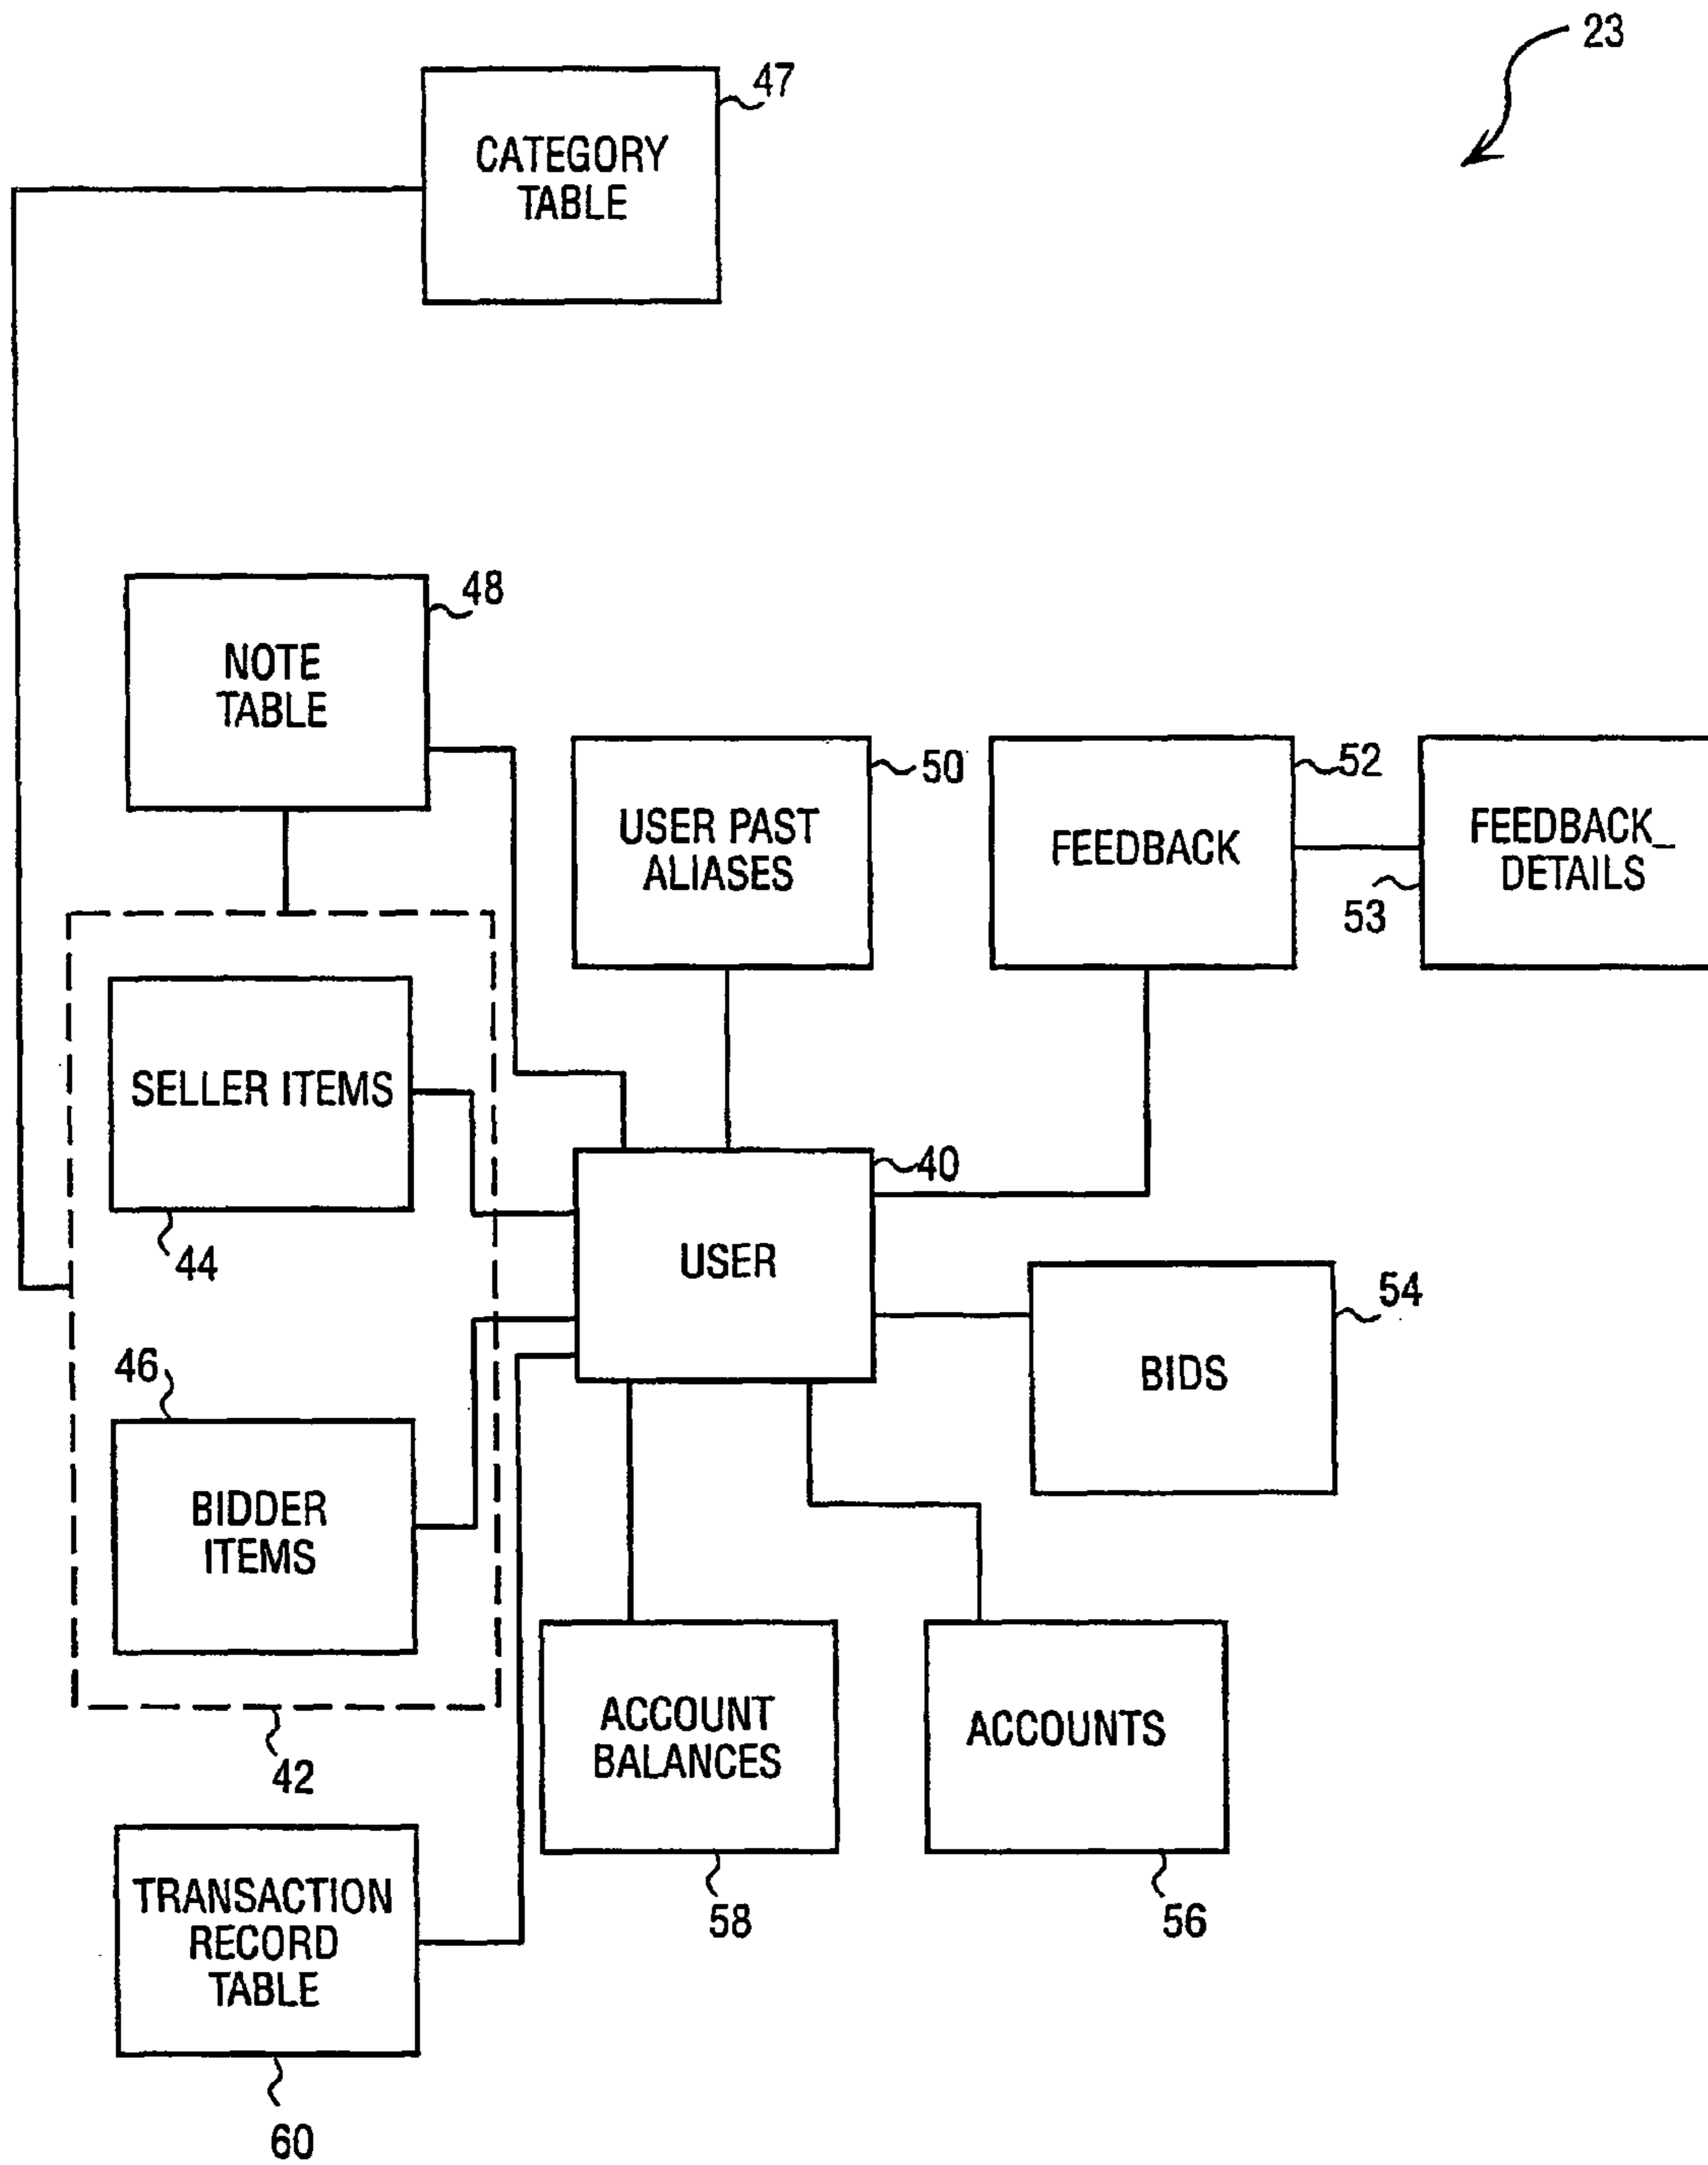 23
47
CATEGORY
TABLE
48
NOTE
TABLE
50
USER PAST
ALIASES
52
FEEDBACK
FEEDBACK_
DETAILS
53
SELLER ITEMS
44
40
USER
54
BIDS
46
BIDDER
ITEMS
42
ACCOUNT
BALANCES
58
ACCOUNTS
56
TRANSACTION
RECORD
TABLE
60